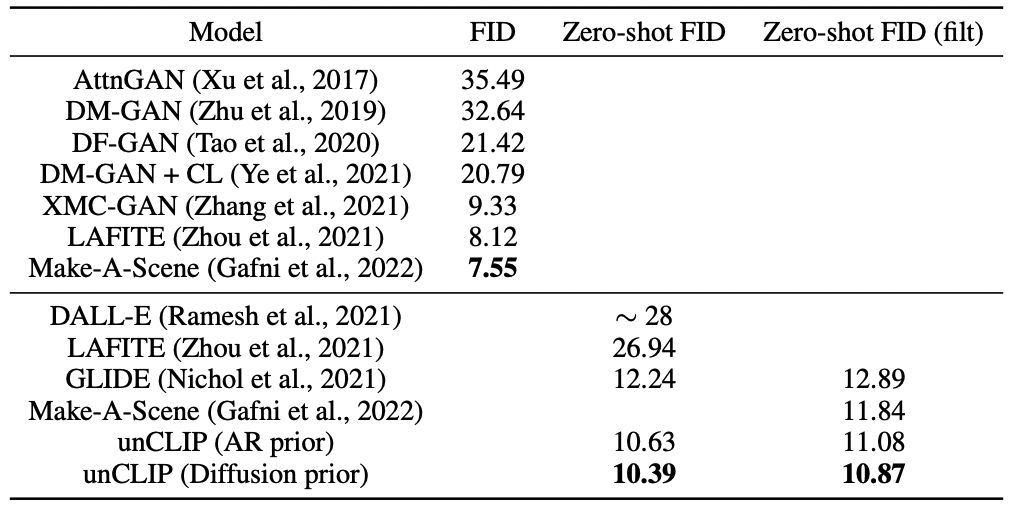 Model FID Zero-shot FID Zero-shot FID (filt)
AttnGAN (Xu et al., 2017) 35.49
DM-GAN (Zhu et al., 2019) 32.64
DF-GAN (Tao et al., 2020) 21.42
DM-GAN + CL (Ye et al., 2021) 20.79
XMC-GAN (Zhang et al., 2021) 9.33
LAFITE (Zhou et al., 2021) 8.12
Make-A-Scene (Gafni et al., 2022) 7.55
DALL-E (Ramesh et al., 2021) ∼ 28
LAFITE (Zhou et al., 2021) 26.94
GLIDE (Nichol et al., 2021) 12.24 12.89
Make-A-Scene (Gafni et al., 2022) 11.84
unCLIP (AR prior) 10.63 11.08
unCLIP (Diffusion prior) 10.39 10.87